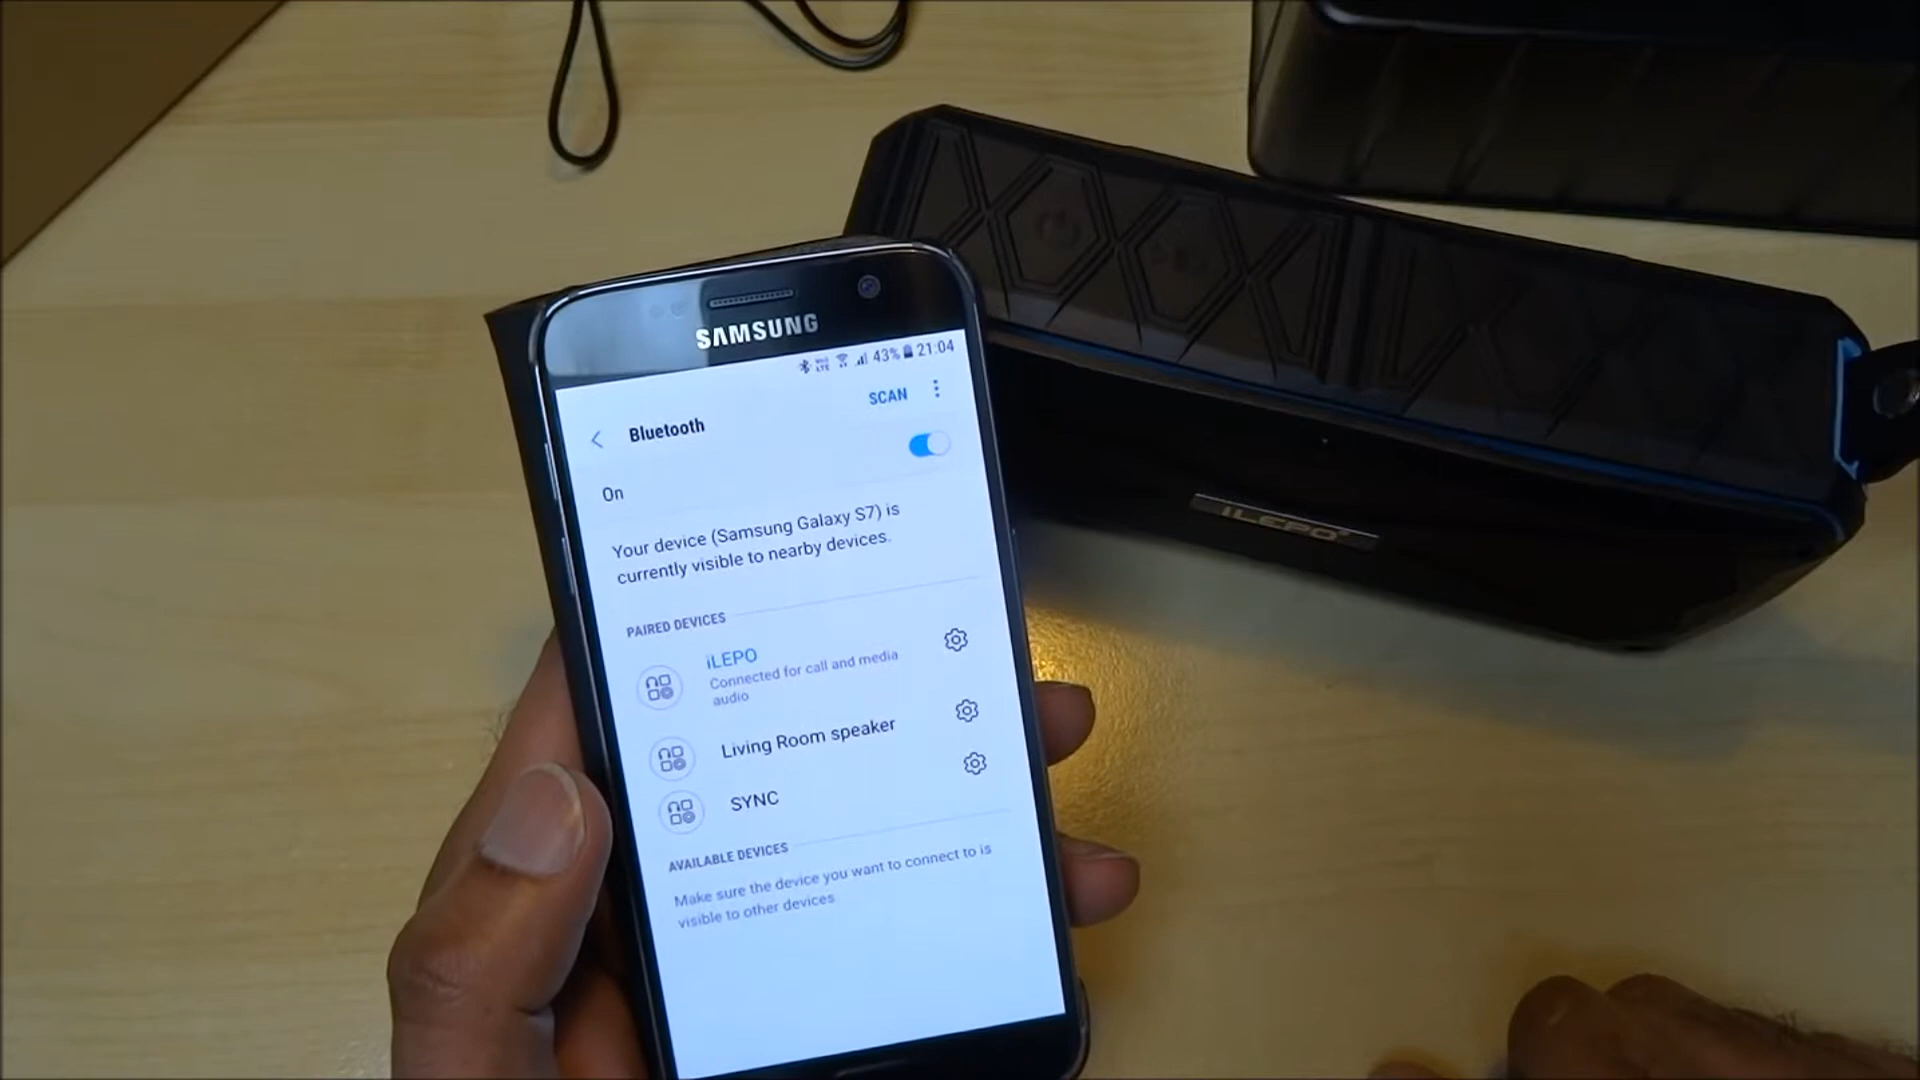 SAMSUNG
43% 21:04
SCAN
Bluetooth
On
Your device (Samsung Galaxy S7) is
currently visible to nearby devices.
PAIRED DEVICES
iLEPO
Connected for call and media
audio
Living Room speaker
SYNC
AVAILABLE DEVICES
Make sure the device you want to connect to is
visible to other devices
iLEPO